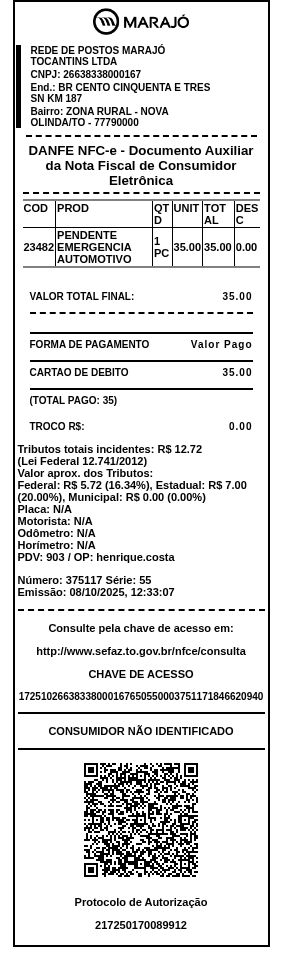 MARAJÓ
REDE DE POSTOS MARAJÓ
TOCANTINS LTDA
CNPJ: 26638338000167
End.: BR CENTO CINQUENTA E TRES
SN KM 187
Bairro: ZONA RURAL - NOVA
OLINDA/TO - 77790000
DANFE NFC-e - Documento Auxiliar
da Nota Fiscal de Consumidor
Eletrônica
COD PROD QTD UNIT TOTAL DESC
23482 PENDENTE EMERGENCIA AUTOMOTIVO 1 PC 35.00 35.00 0.00
VALOR TOTAL FINAL: 35.00
FORMA DE PAGAMENTO Valor Pago
CARTAO DE DEBITO 35.00
(TOTAL PAGO: 35)
TROCO R$: 0.00
Tributos totais incidentes: R$ 12.72
(Lei Federal 12.741/2012)
Valor aprox. dos Tributos:
Federal: R$ 5.72 (16.34%), Estadual: R$ 7.00
(20.00%), Municipal: R$ 0.00 (0.00%)
Placa: N/A
Motorista: N/A
Odômetro: N/A
Horímetro: N/A
PDV: 903 / OP: henrique.costa
Número: 375117 Série: 55
Emissão: 08/10/2025, 12:33:07
Consulte pela chave de acesso em:
http://www.sefaz.to.gov.br/nfce/consulta
CHAVE DE ACESSO
17251026638338000167650550003751171846620940
CONSUMIDOR NÃO IDENTIFICADO
Protocolo de Autorização
217250170089912